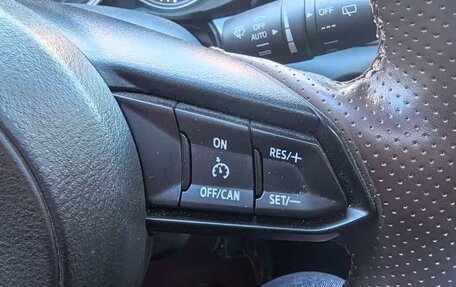 OFF
AUTO
OFF
ON
RES/+
OFF/CAN
SET/–